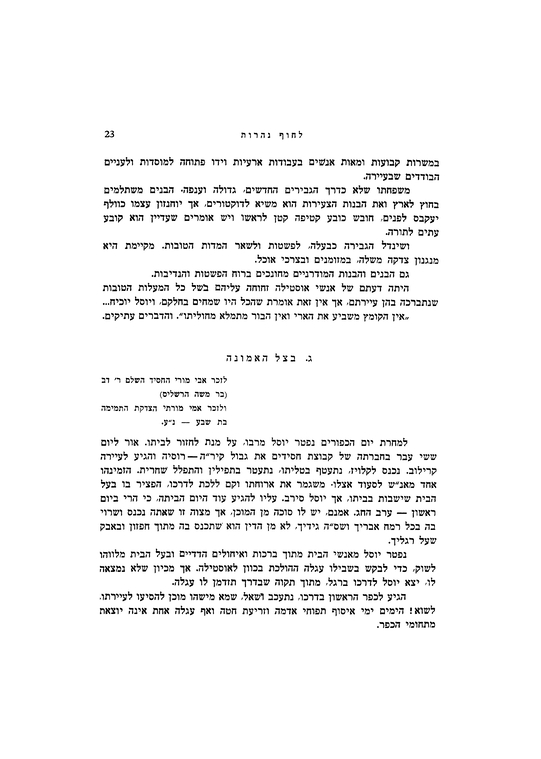 לחוף נהרות 23
במשרות קבועות ומאות אנשים בעבודות ארעיות וידו פתוחה למוסדות ולעניים
הבודדים שבעיירה.
משפחתו שלא כדרך הגבירים החדשים, גדולה וענפה. הבנים משתלמים
בחוץ לארץ ואת הבנות הצעירות הוא משיא לדוקטורים, אך יוחנזון עצמו כוולף
יעקבס לפנים, חובש כובע קטיפה קטן לראשו ויש אומרים שעדיין הוא קובע
עתים לתורה.
ושינדל הגבירה כבעלה, לפשטות ולשאר המדות הטובות. מקיימת היא
מנגנון צדקה משלה, במזומנים ובצרכי אוכל.
גם הבנים והבנות המודרניים מחונכים ברוח הפשטות והנדיבות.
היתה דעתם של אנשי אוסטילה זחוחה עליהם בשל כל המעלות הטובות
שנתברכה בהן עיירתם, אך אין זאת אומרת שהכל היו שמחים בחלקם, ויוסל יוכיח...
„אין הקומץ משביע את הארי ואין הבור מתמלא מחוליתו״. והדברים עתיקים.
ג. בצל האמונה
לזכר אבי מורי החסיד השלם ר׳ דב
(בר משה הרשליס)
ולזכר אמי מורתי הצדקת התמימה
בת שבע — נ״ע.
למחרת יום הכפורים נפטר יוסל מרבו, על מנת לחזור לביתו. אור ליום
ששי עבר בחברתה של קבוצת חסידים את גבול קיר״ה — רוסיה והגיע לעיירה
קרילוב. נכנס לקלויז, נתעטף בטליתו, נתעטר בתפילין והתפלל שחרית. הזמינהו
אחד מאנ״ש לסעוד אצלו, משגמר את ארוחתו וקם ללכת לדרכו, הפציר בו בעל
הבית שישבות בביתו, אך יוסל סירב. עליו להגיע עוד היום הביתה, כי הרי ביום
ראשון — ערב החג. אמנם, יש לו סוכה מן המוכן, אך מצוה זו שאתה נכנס ושרוי
בה בכל רמח אבריך ושס״ה גידיך, לא מן הדין הוא שתכנס בה מתוך חפזון ובאבק
שעל רגליך.
נפטר יוסל מאנשי הבית מתוך ברכות ואיחולים הדדיים ובעל הבית מלווהו
לשוק, כדי לבקש בשבילו עגלה ההולכת בכוון לאוסטילה. אך מכיון שלא נמצאה
לו, יצא יוסל לדרכו ברגל, מתוך תקוה שבדרך תזדמן לו עגלה.
הגיע לכפר הראשון בדרכו, נתעכב ושאל, שמא מישהו מוכן להסיעו לעיירתו.
לשוא! הימים ימי איסוף תפוחי אדמה וזריעת חטה ואף עגלה אחת אינה יוצאת
מתחומי הכפר.